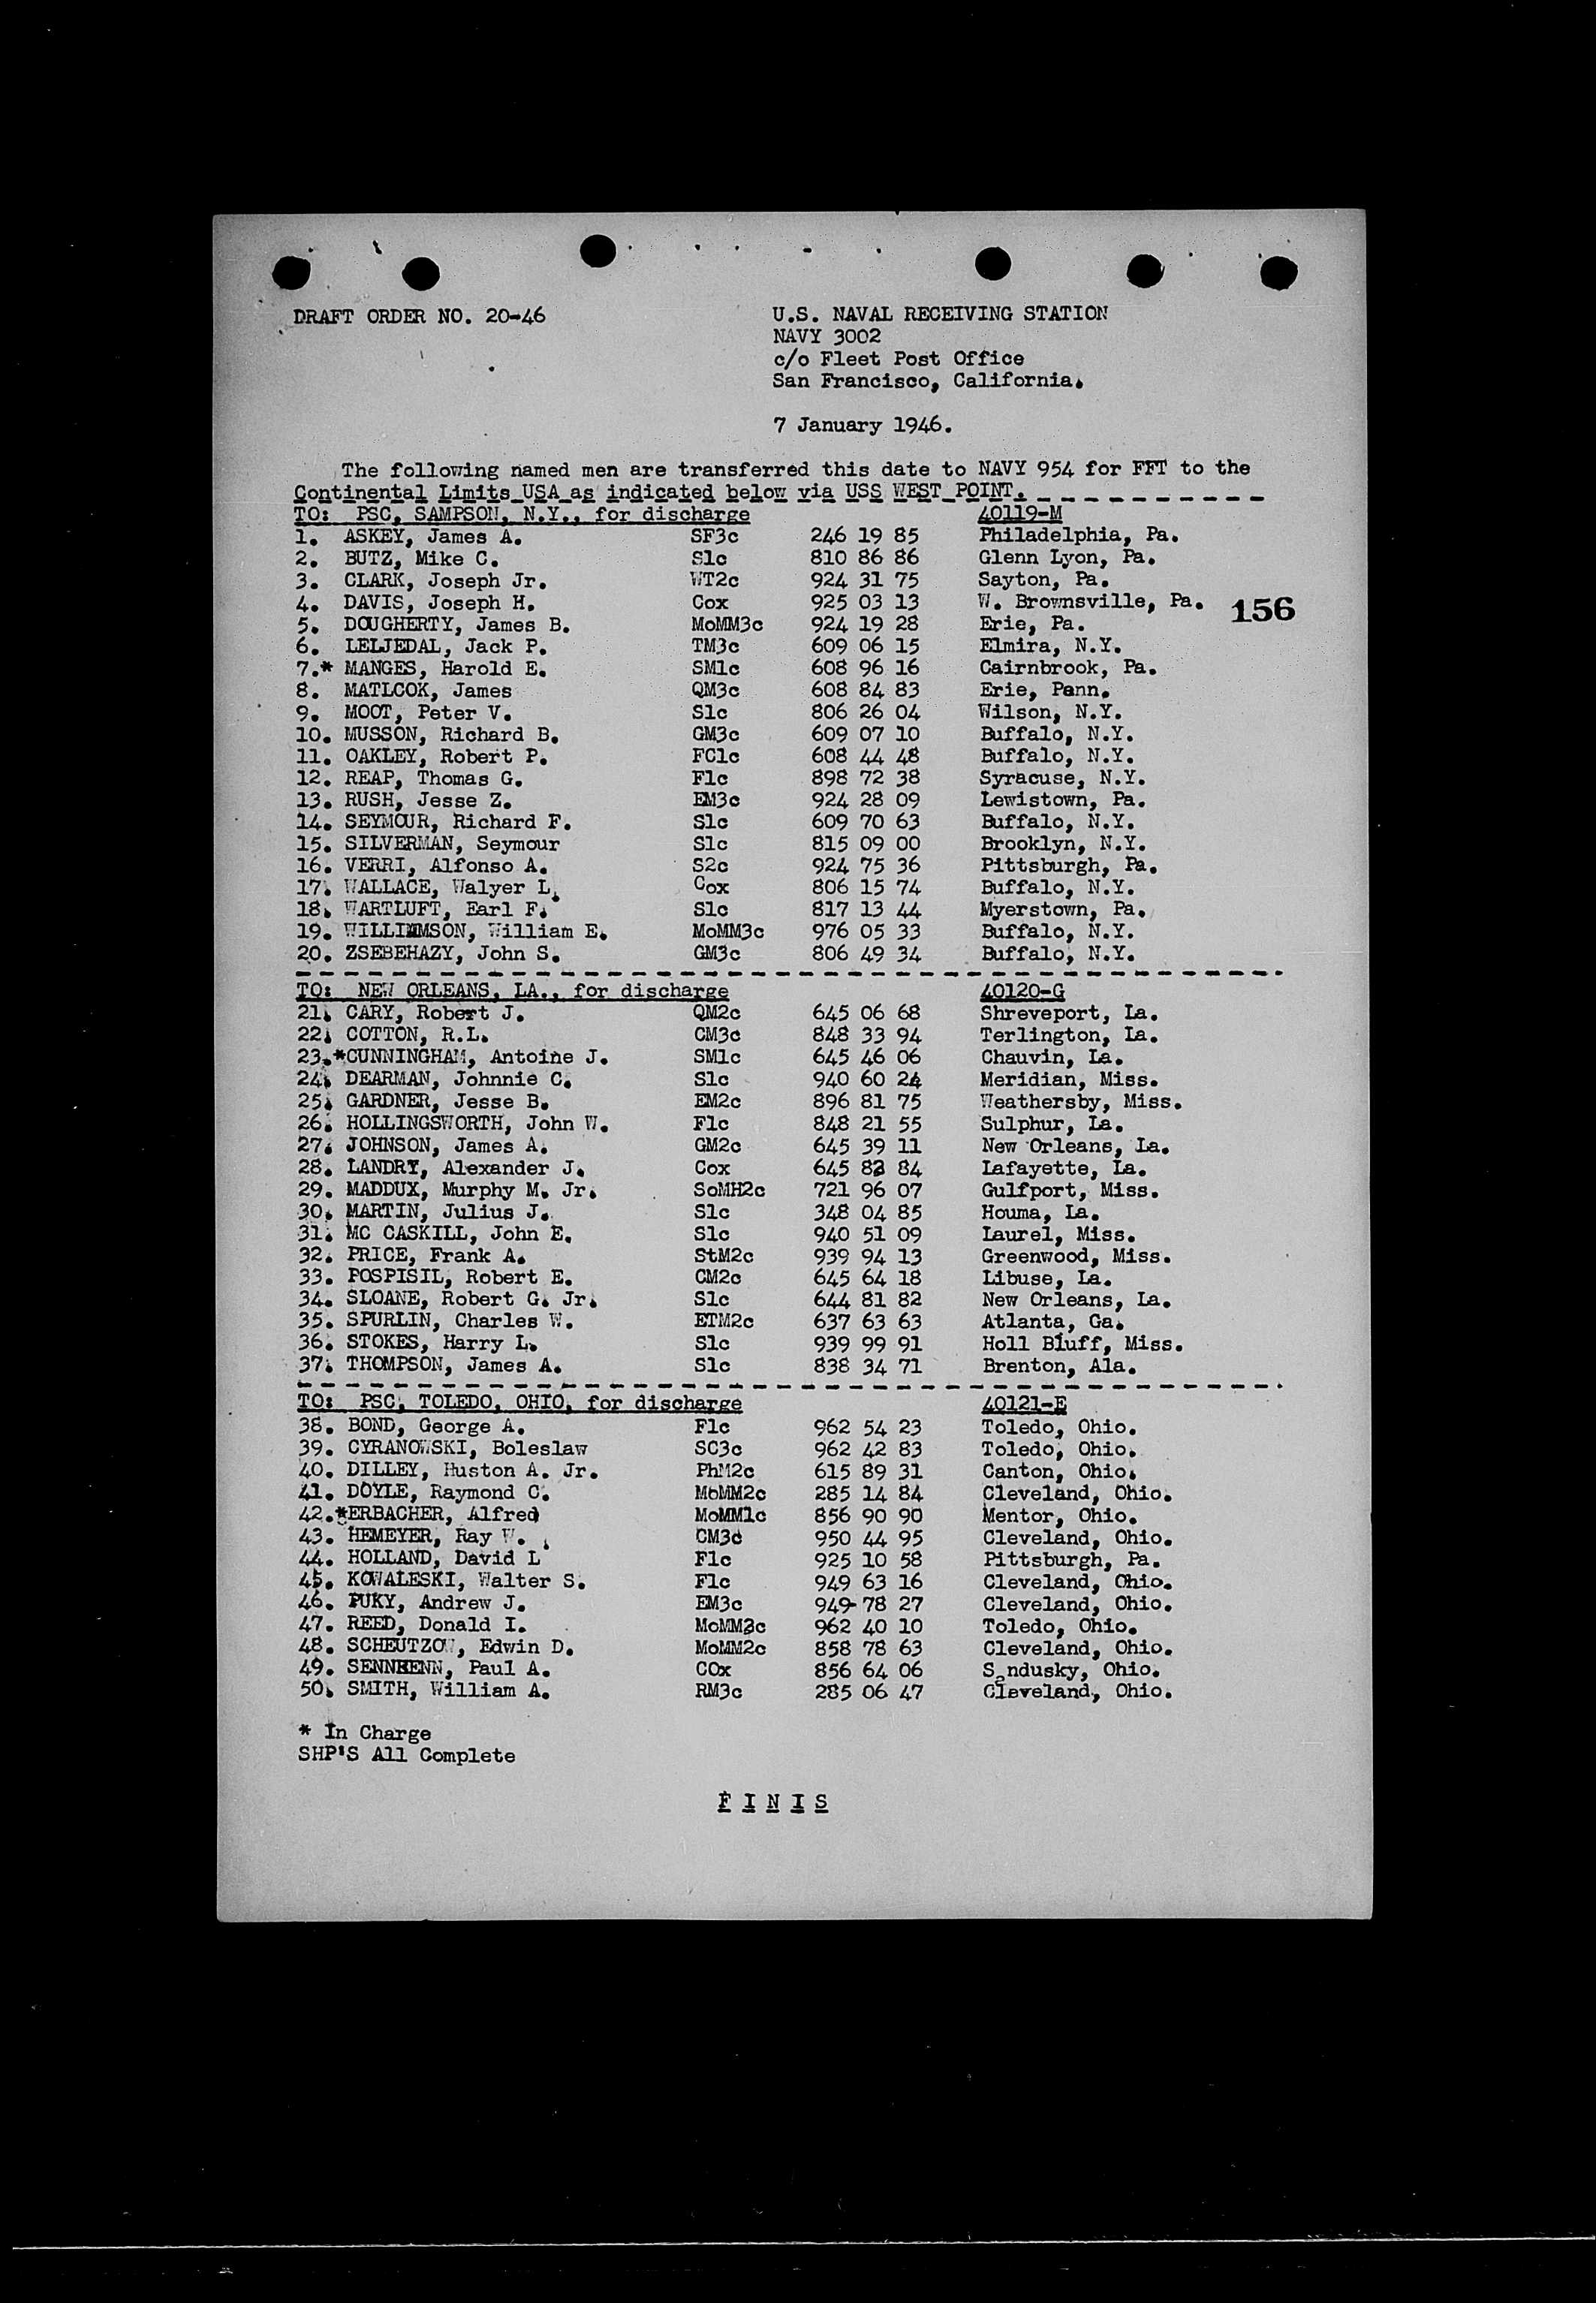 DRAFT ORDER NO. 20-46
U.S. NAVAL RECEIVING STATION
NAVY 3002
c/o Fleet Post Office
San Francisco, California.
7 January 1946.
The following named men are transferred this date to NAVY 954 for FFT to the
Continental Limits USA as indicated below via USS WEST POINT.
TO: PSC, SAMPSON, N.Y., for discharge 40119-M
1. ASKEY, James A. SF3c 246 19 85 Philadelphia, Pa.
2. BUTZ, Mike C. S1c 810 86 86 Glenn Lyon, Pa.
3. CLARK, Joseph Jr. WT2c 924 31 75 Sayton, Pa.
4. DAVIS, Joseph H. Cox 925 03 13 W. Brownsville, Pa. 156
5. DOUGHERTY, James B. MoMM3c 924 19 28 Erie, Pa.
6. LELJEDAL, Jack P. TM3c 609 06 15 Elmira, N.Y.
7.* MANGES, Harold E. SM1c 608 96 16 Cairnbrook, Pa.
8. MATLCOK, James QM3c 608 84 83 Erie, Penn.
9. MOOT, Peter V. S1c 806 26 04 Wilson, N.Y.
10. MUSSON, Richard B. GM3c 609 07 10 Buffalo, N.Y.
11. OAKLEY, Robert P. FC1c 608 44 48 Buffalo, N.Y.
12. REAP, Thomas G. F1c 898 72 38 Syracuse, N.Y.
13. RUSH, Jesse Z. EM3c 924 28 09 Lewistown, Pa.
14. SEYMOUR, Richard F. S1c 609 70 63 Buffalo, N.Y.
15. SILVERMAN, Seymour S1c 815 09 00 Brooklyn, N.Y.
16. VERRI, Alfonso A. S2c 924 75 36 Pittsburgh, Pa.
17. WALLACE, Walyer L. Cox 806 15 74 Buffalo, N.Y.
18. WARTLUFT, Earl F. S1c 817 13 44 Myerstown, Pa.
19. WILLIAMSON, William E. MoMM3c 976 05 33 Buffalo, N.Y.
20. ZSEBEHAZY, John S. GM3c 806 49 34 Buffalo, N.Y.
TO: NEW ORLEANS, LA., for discharge 40120-G
21. CARY, Robert J. QM2c 645 06 68 Shreveport, La.
22. COTTON, R.L. CM3c 848 33 94 Terlington, La.
23.*CUNNINGHAM, Antoine J. SM1c 645 46 06 Chauvin, La.
24. DEARMAN, Johnnie C. S1c 940 60 24 Meridian, Miss.
25. GARDNER, Jesse B. EM2c 896 81 75 Weathersby, Miss.
26. HOLLINGSWORTH, John W. F1c 848 21 55 Sulphur, La.
27. JOHNSON, James A. GM2c 645 39 11 New Orleans, La.
28. LANDRY, Alexander J. Cox 645 82 84 Lafayette, La.
29. MADDUX, Murphy M. Jr. SoMH2c 721 96 07 Gulfport, Miss.
30. MARTIN, Julius J. S1c 348 04 85 Houma, La.
31. MC CASKILL, John E. S1c 940 51 09 Laurel, Miss.
32. PRICE, Frank A. StM2c 939 94 13 Greenwood, Miss.
33. POSPISIL, Robert E. CM2c 645 64 18 Libuse, La.
34. SLOANE, Robert G. Jr. S1c 644 81 82 New Orleans, La.
35. SPURLIN, Charles W. ETM2c 637 63 63 Atlanta, Ga.
36. STOKES, Harry L. S1c 939 99 91 Holl Bluff, Miss.
37. THOMPSON, James A. S1c 838 34 71 Brenton, Ala.
TO: PSC, TOLEDO, OHIO, for discharge 40121-E
38. BOND, George A. F1c 962 54 23 Toledo, Ohio.
39. CYRANOWSKI, Boleslaw SC3c 962 42 83 Toledo, Ohio.
40. DILLEY, Huston A. Jr. PhM2c 615 89 31 Canton, Ohio.
41. DOYLE, Raymond C. MoMM2c 285 14 84 Cleveland, Ohio.
42.*ERBACHER, Alfred MoMM1c 856 90 90 Mentor, Ohio.
43. HEMEYER, Ray W. CM3c 950 44 95 Cleveland, Ohio.
44. HOLLAND, David L F1c 925 10 58 Pittsburgh, Pa.
45. KOWALESKI, Walter S. F1c 949 63 16 Cleveland, Ohio.
46. PUKY, Andrew J. EM3c 949-78 27 Cleveland, Ohio.
47. REED, Donald I. MoMM3c 962 40 10 Toledo, Ohio.
48. SCHEUTZOW, Edwin D. MoMM2c 858 78 63 Cleveland, Ohio.
49. SENNHENN, Paul A. COx 856 64 06 Sandusky, Ohio.
50. SMITH, William A. RM3c 285 06 47 Cleveland, Ohio.
* In Charge
SHP'S All Complete
F I N I S